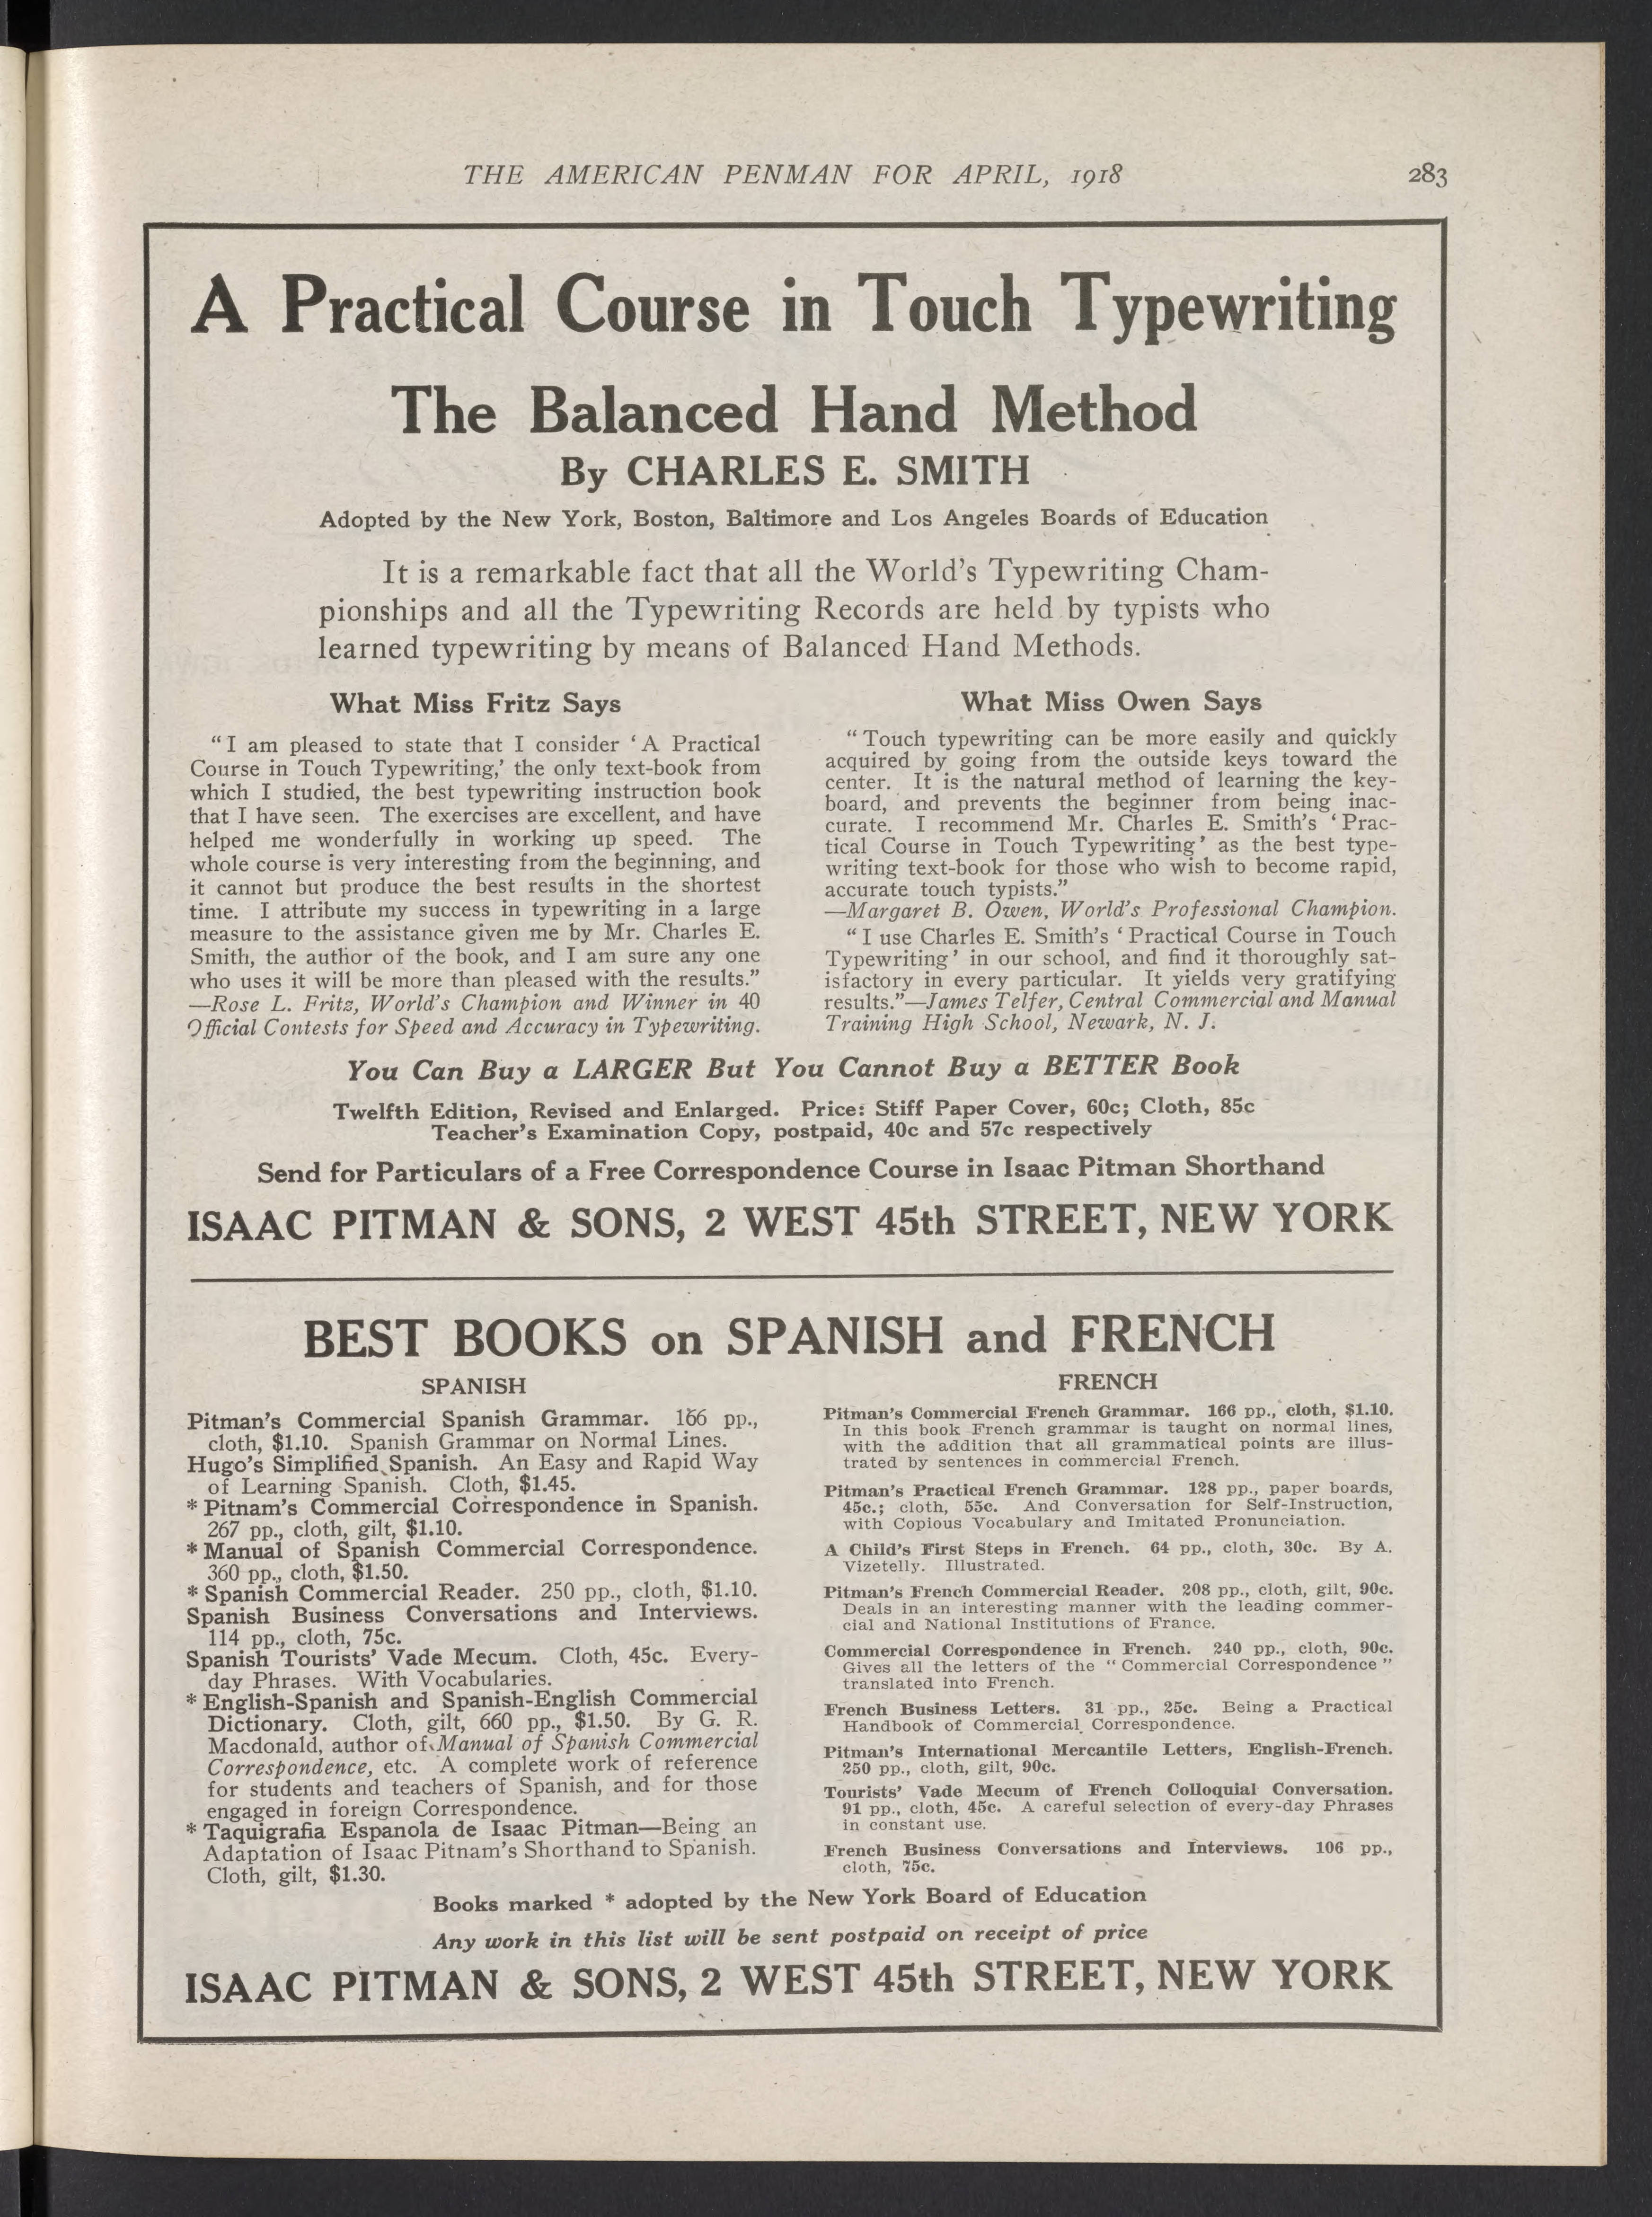 THE AMERICAN PENMAN FOR APRIL, 1918
283
A Practical Course in Touch Typewriting
The Balanced Hand Method
By CHARLES E. SMITH
Adopted by the New York, Boston, Baltimore and Los Angeles Boards of Education
It is a remarkable fact that all the World's Typewriting Cham-
pionships and all the Typewriting Records are held by typists who
learned typewriting by means of Balanced Hand Methods.
What Miss Fritz Says
"I am pleased to state that I consider 'A Practical
Course in Touch Typewriting,' the only text-book from
which I studied, the best typewriting instruction book
that I have seen. The exercises are excellent, and have
helped me wonderfully in working up speed. The
whole course is very interesting from the beginning, and
it cannot but produce the best results in the shortest
time. I attribute my success in typewriting in a large
measure to the assistance given me by Mr. Charles E.
Smith, the author of the book, and I am sure any one
who uses it will be more than pleased with the results."
—Rose L. Fritz, World's Champion and Winner in 40
Official Contests for Speed and Accuracy in Typewriting.
What Miss Owen Says
"Touch typewriting can be more easily and quickly
acquired by going from the outside keys toward the
center. It is the natural method of learning the key-
board, and prevents the beginner from being inac-
curate. I recommend Mr. Charles E. Smith's 'Prac-
tical Course in Touch Typewriting' as the best type-
writing text-book for those who wish to become rapid,
accurate touch typists."
—Margaret B. Owen, World's Professional Champion.
"I use Charles E. Smith's 'Practical Course in Touch
Typewriting' in our school, and find it thoroughly sat-
isfactory in every particular. It yields very gratifying
results."—James Telfer, Central Commercial and Manual
Training High School, Newark, N. J.
You Can Buy a LARGER But You Cannot Buy a BETTER Book
Twelfth Edition, Revised and Enlarged. Price: Stiff Paper Cover, 60c; Cloth, 85c
Teacher's Examination Copy, postpaid, 40c and 57c respectively
Send for Particulars of a Free Correspondence Course in Isaac Pitman Shorthand
ISAAC PITMAN & SONS, 2 WEST 45th STREET, NEW YORK
BEST BOOKS on SPANISH and FRENCH
SPANISH
Pitman's Commercial Spanish Grammar. 166 pp.,
cloth, $1.10. Spanish Grammar on Normal Lines.
Hugo's Simplified Spanish. An Easy and Rapid Way
of Learning Spanish. Cloth, $1.45.
* Pitnam's Commercial Correspondence in Spanish.
267 pp., cloth, gilt, $1.10.
* Manual of Spanish Commercial Correspondence.
360 pp., cloth, $1.50.
* Spanish Commercial Reader. 250 pp., cloth, $1.10.
Spanish Business Conversations and Interviews.
114 pp., cloth, 75c.
Spanish Tourists' Vade Mecum. Cloth, 45c. Every-
day Phrases. With Vocabularies.
* English-Spanish and Spanish-English Commercial
Dictionary. Cloth, gilt, 660 pp., $1.50. By G. R.
Macdonald, author of Manual of Spanish Commercial
Correspondence, etc. A complete work of reference
for students and teachers of Spanish, and for those
engaged in foreign Correspondence.
* Taquigrafia Espanola de Isaac Pitman—Being an
Adaptation of Isaac Pitnam's Shorthand to Spanish.
Cloth, gilt, $1.30.
FRENCH
Pitman's Commercial French Grammar. 166 pp., cloth, $1.10.
In this book French grammar is taught on normal lines,
with the addition that all grammatical points are illus-
trated by sentences in commercial French.
Pitman's Practical French Grammar. 128 pp., paper boards,
45c.; cloth, 55c. And Conversation for Self-Instruction,
with Copious Vocabulary and Imitated Pronunciation.
A Child's First Steps in French. 64 pp., cloth, 30c. By A.
Vizetelly. Illustrated.
Pitman's French Commercial Reader. 208 pp., cloth, gilt, 90c.
Deals in an interesting manner with the leading commer-
cial and National Institutions of France.
Commercial Correspondence in French. 240 pp., cloth, 90c.
Gives all the letters of the "Commercial Correspondence"
translated into French.
French Business Letters. 31 pp., 25c. Being a Practical
Handbook of Commercial Correspondence.
Pitman's International Mercantile Letters, English-French.
250 pp., cloth, gilt, 90c.
Tourists' Vade Mecum of French Colloquial Conversation.
91 pp., cloth, 45c. A careful selection of every-day Phrases
in constant use.
French Business Conversations and Interviews. 106 pp.,
cloth, 75c.
Books marked * adopted by the New York Board of Education
Any work in this list will be sent postpaid on receipt of price
ISAAC PITMAN & SONS, 2 WEST 45th STREET, NEW YORK